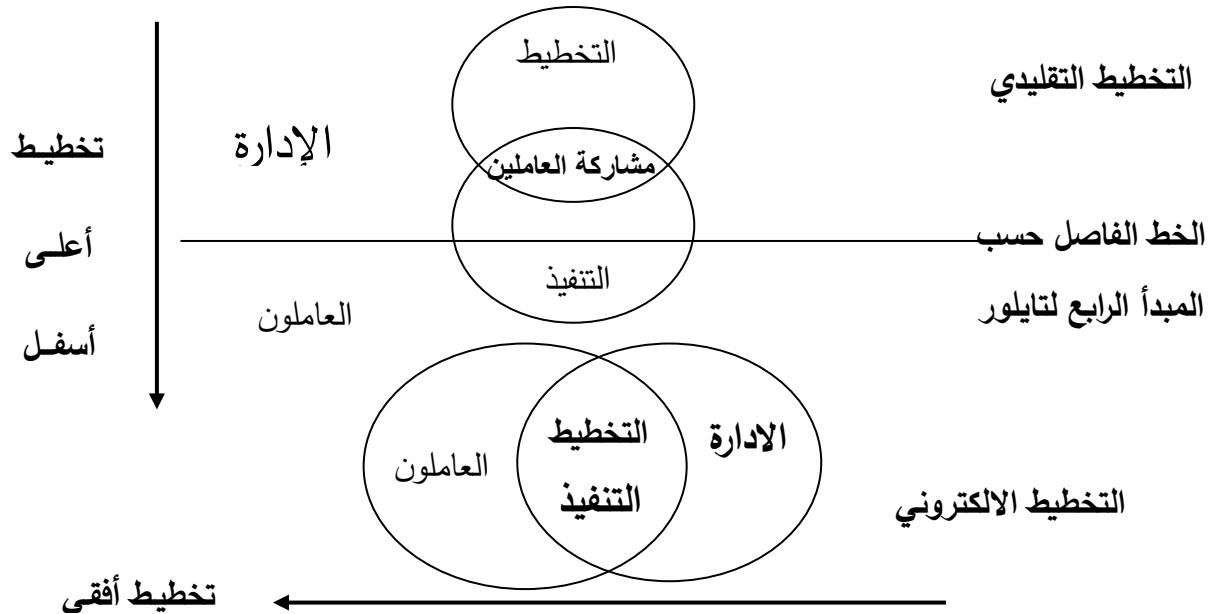 التخطيط
التخطيط التقليدي
تخطيط
الإدارة
مشاركة العاملين
أعلى
الخط الفاصل حسب
التنفيذ
المبدأ الرابع لتايلور
العاملون
أسفل
التخطيط
الادارة
العاملون
التنفيذ
التخطيط الالكتروني
تخطيط أفقي